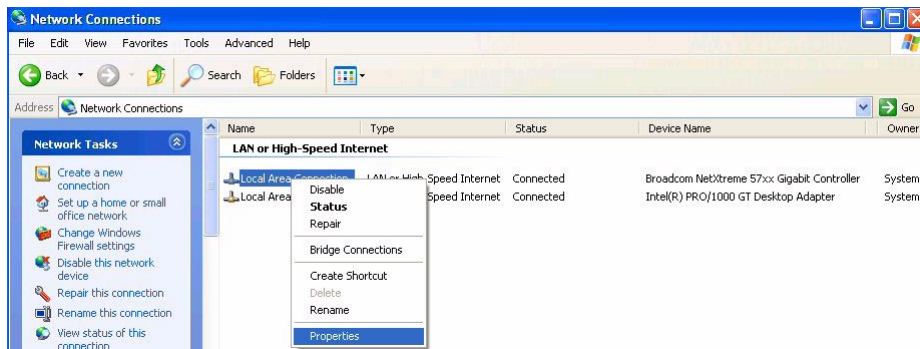 Network Connections
File Edit View Favorites Tools Advanced Help
Back Search Folders
Address Network Connections Go
Network Tasks
Create a new
connection
Set up a home or small
office network
Change Windows
Firewall settings
Disable this network
device
Repair this connection
Rename this connection
View status of this
connection
Name Type Status Device Name Owner
LAN or High-Speed Internet
Local Area Connection LAN or High-Speed Internet Connected Broadcom NetXtreme 57xx Gigabit Controller System
Local Area Speed Internet Connected Intel(R) PRO/1000 GT Desktop Adapter System
Disable
Status
Repair
Bridge Connections
Create Shortcut
Delete
Rename
Properties